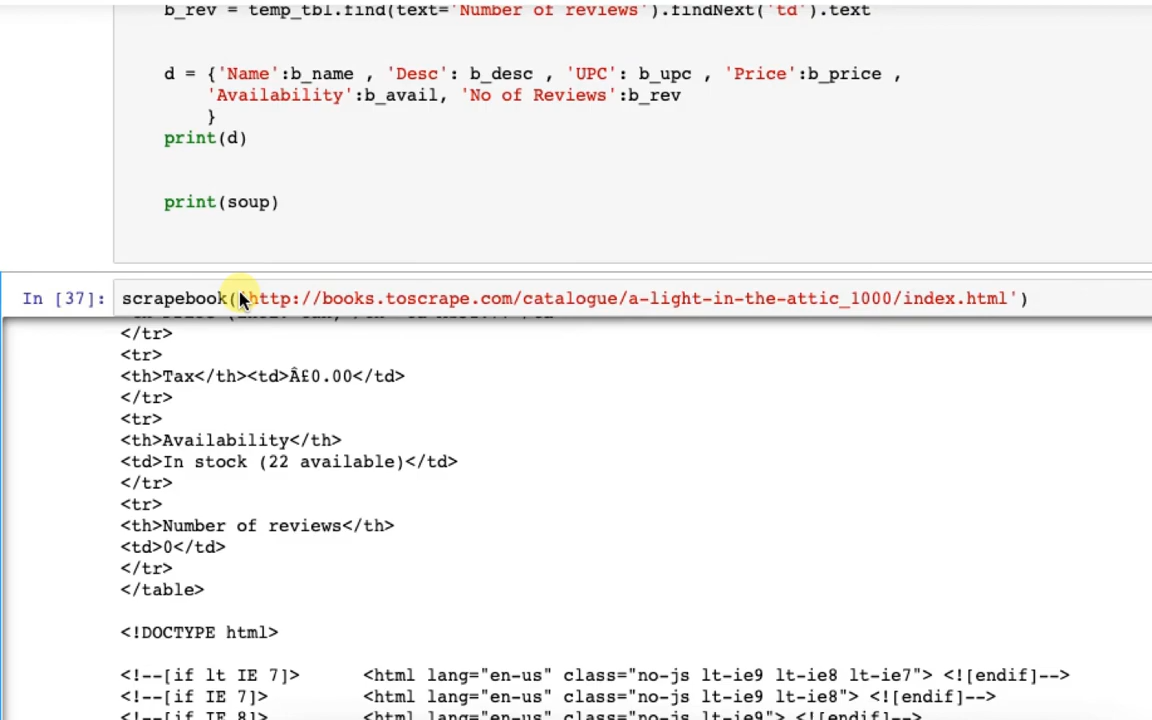 b_rev = temp_tbl.find(text='Number of reviews').findNext('td').text
d = {'Name':b_name , 'Desc': b_desc , 'UPC': b_upc , 'Price':b_price ,
'Availability':b_avail, 'No of Reviews':b_rev
}
print(d)
print(soup)
In [37]: scrapebook('http://books.toscrape.com/catalogue/a-light-in-the-attic_1000/index.html')
</tr>
<tr>
<th>Tax</th><td>Â£0.00</td>
</tr>
<tr>
<th>Availability</th>
<td>In stock (22 available)</td>
</tr>
<tr>
<th>Number of reviews</th>
<td>0</td>
</tr>
</table>
<!DOCTYPE html>
<!--[if lt IE 7]> <html lang="en-us" class="no-js lt-ie9 lt-ie8 lt-ie7"> <![endif]-->
<!--[if IE 7]> <html lang="en-us" class="no-js lt-ie9 lt-ie8"> <![endif]-->
<!--[if IE 8]> <html lang="en-us" class="no-js lt-ie9"> <![endif]-->